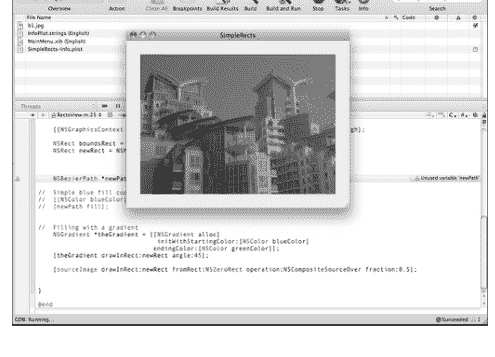 Overview Action Clean All Breakpoints Build Results Build Build and Run Stop Tasks Info Search
File Name Code
b1.jpg
InfoPlist.strings (English)
MainMenu.xib (English)
SimpleRects-Info.plist
SimpleRects
Threads
RectsView.m:25
[[NSGraphicsContext
NSRect boundsRect =
NSRect newRect =
NSBezierPath *newPat
Unused variable 'newPath'
// Simple blue fill
// [[NSColor blueColor]
// [newPath fill];
// Filling with a gradient
NSGradient *theGradient = [[NSGradient alloc]
initWithStartingColor:[NSColor blueColor]
endingColor:[NSColor greenColor]];
[theGradient drawInRect:newRect angle:45];
[sourceImage drawInRect:newRect fromRect:NSZeroRect operation:NSCompositeSourceOver fraction:0.5];
}
@end
GDB: Running... Succeeded